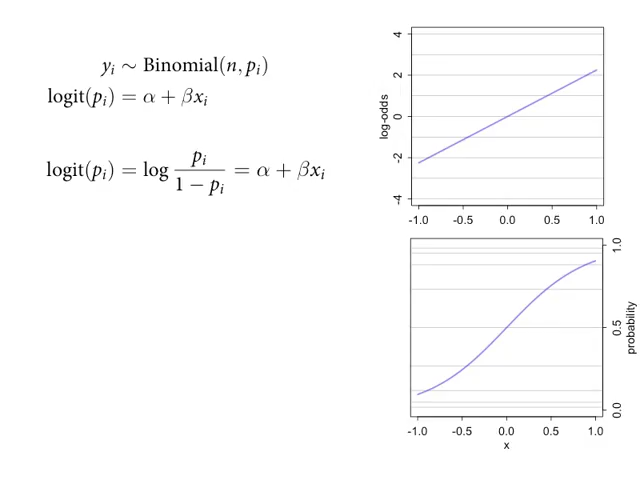 yᵢ ∼ Binomial(n, pᵢ)
logit(pᵢ) = α + βxᵢ
logit(pᵢ) = log pᵢ / (1 − pᵢ) = α + βxᵢ
log-odds
4
2
0
-2
-4
-1.0 -0.5 0.0 0.5 1.0
probability
1.0
0.5
0.0
-1.0 -0.5 0.0 0.5 1.0
x